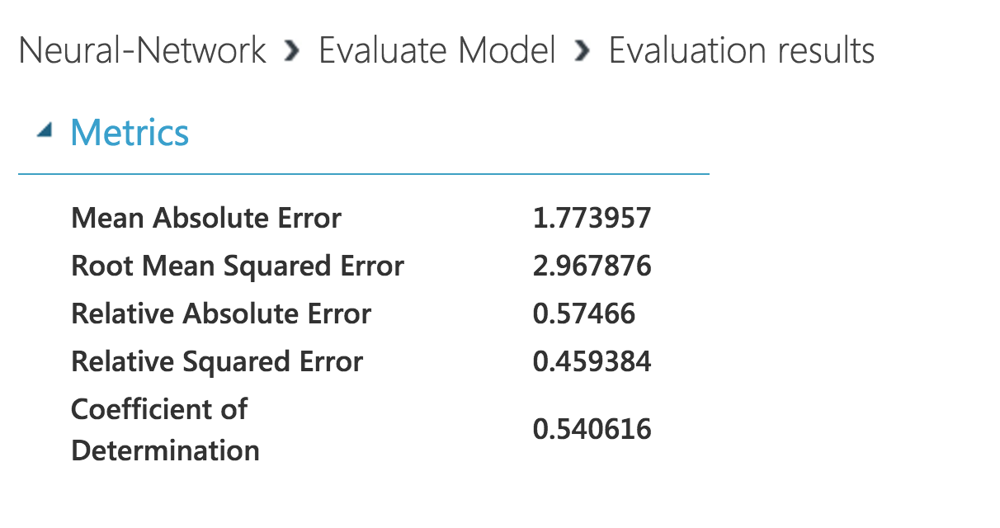 Neural-Network › Evaluate Model › Evaluation results
Metrics
Mean Absolute Error 1.773957
Root Mean Squared Error 2.967876
Relative Absolute Error 0.57466
Relative Squared Error 0.459384
Coefficient of
Determination 0.540616